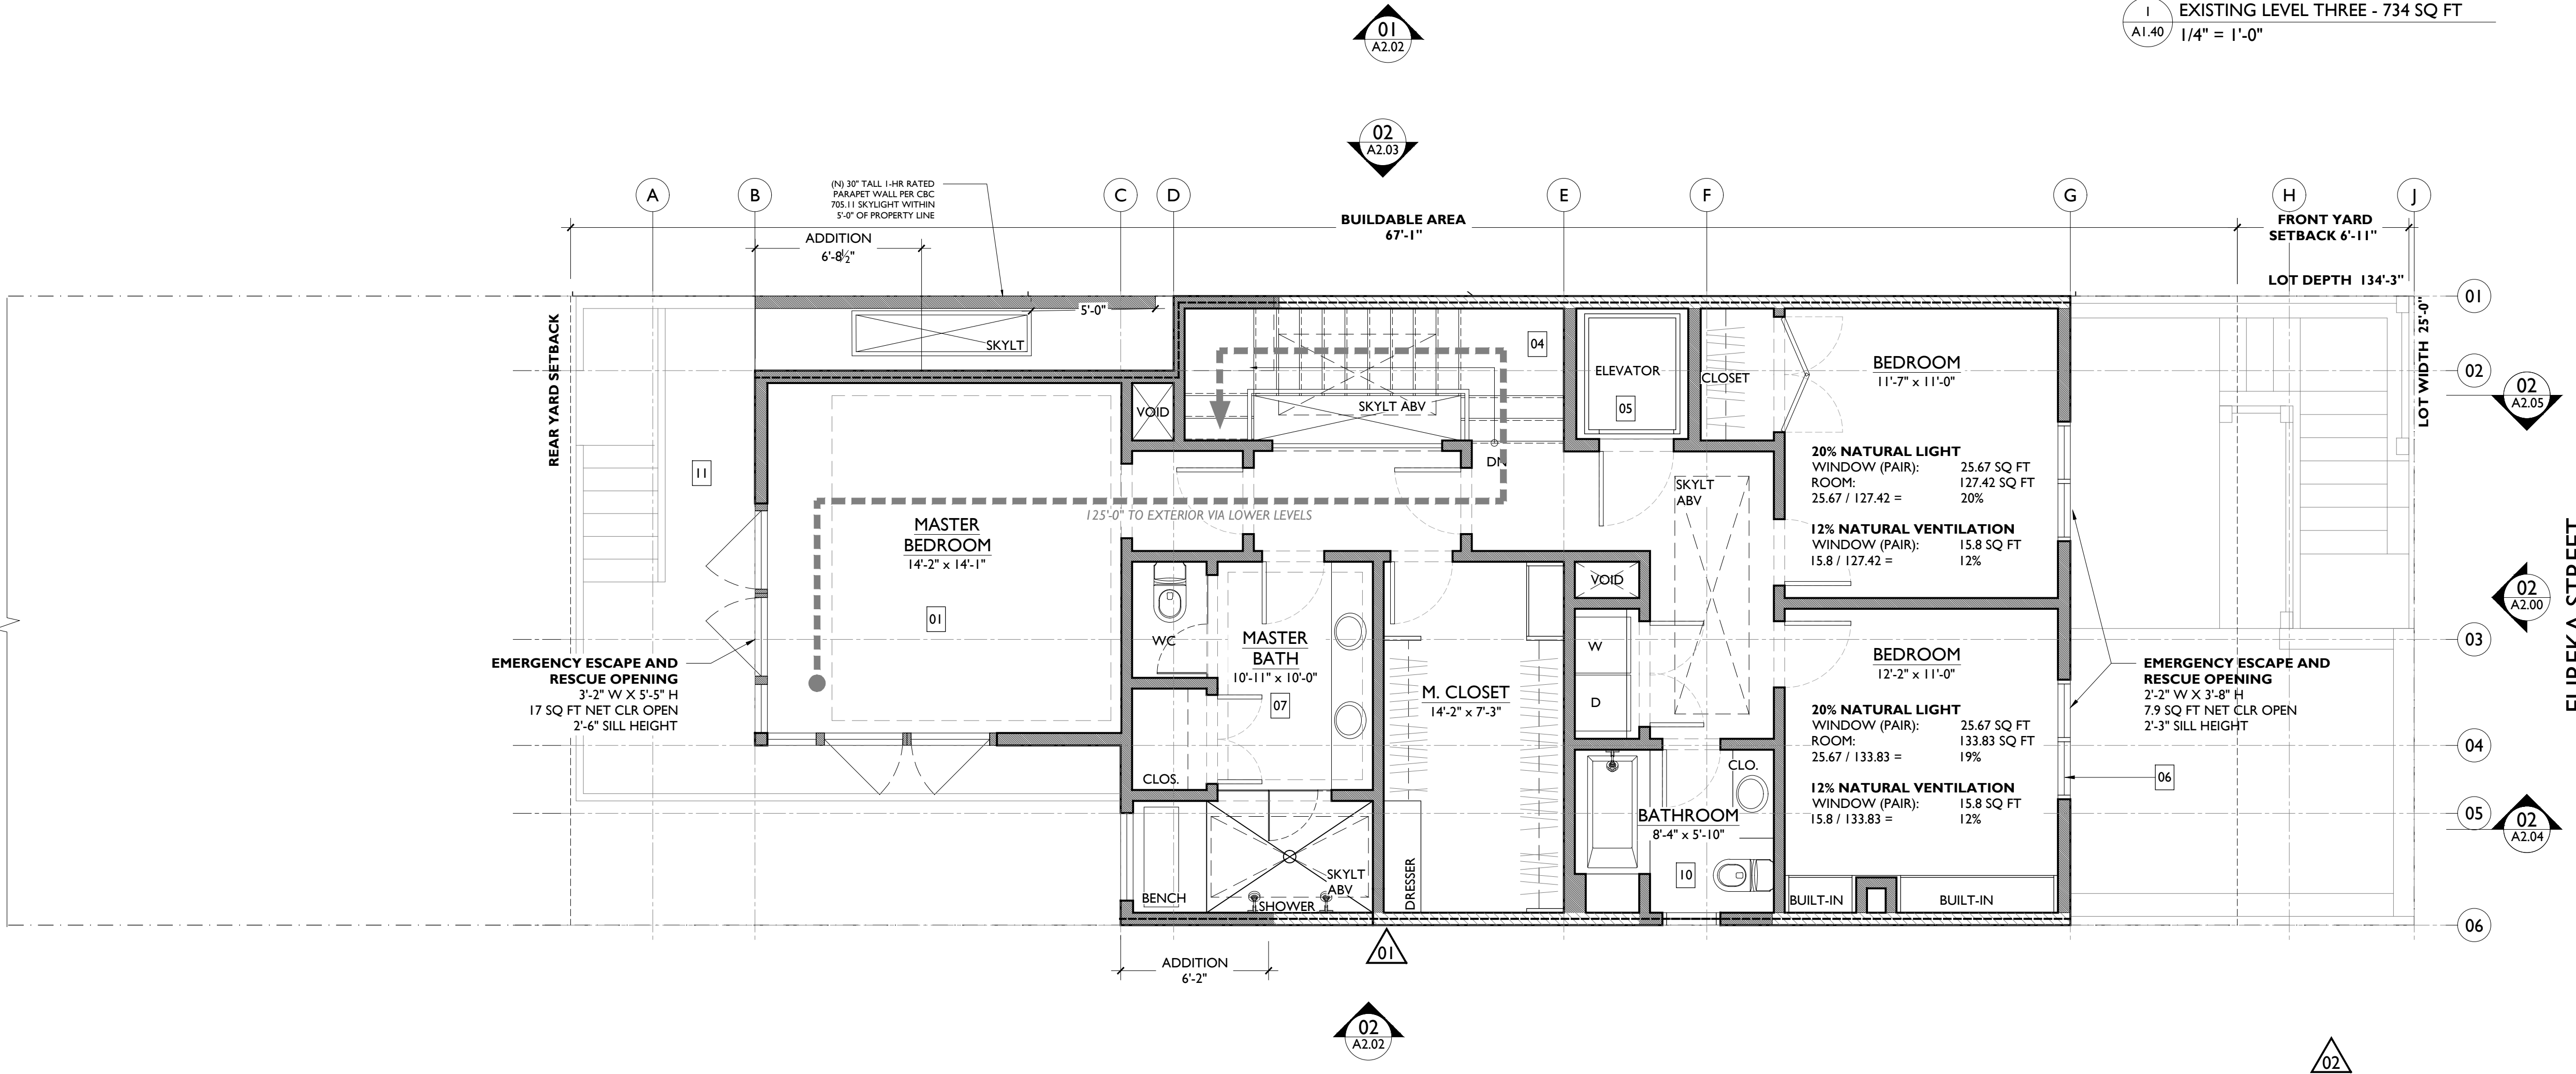 1
A1.40
EXISTING LEVEL THREE - 734 SQ FT
1/4" = 1'-0"
01
A2.02
02
A2.03
A
B
C
D
E
F
G
H
J
(N) 30" TALL 1-HR RATED
PARAPET WALL PER CBC
705.11 SKYLIGHT WITHIN
5'-0" OF PROPERTY LINE
BUILDABLE AREA
67'-1"
FRONT YARD
SETBACK 6'-11"
ADDITION
6'-8½"
LOT DEPTH 134'-3"
LOT WIDTH 25'-0"
REAR YARD SETBACK
5'-0"
SKYLT
01
02
03
04
05
06
02
A2.05
02
A2.00
02
A2.04
04
ELEVATOR
05
CLOSET
VOID
SKYLT ABV
DN
BEDROOM
11'-7" x 11'-0"
20% NATURAL LIGHT
WINDOW (PAIR): 25.67 SQ FT
ROOM: 127.42 SQ FT
25.67 / 127.42 = 20%
12% NATURAL VENTILATION
WINDOW (PAIR): 15.8 SQ FT
15.8 / 127.42 = 12%
11
MASTER
BEDROOM
14'-2" x 14'-1"
01
125'-0" TO EXTERIOR VIA LOWER LEVELS
SKYLT
ABV
VOID
WC
MASTER
BATH
10'-11" x 10'-0"
07
M. CLOSET
14'-2" x 7'-3"
W
D
EMERGENCY ESCAPE AND
RESCUE OPENING
3'-2" W X 5'-5" H
17 SQ FT NET CLR OPEN
2'-6" SILL HEIGHT
BEDROOM
12'-2" x 11'-0"
20% NATURAL LIGHT
WINDOW (PAIR): 25.67 SQ FT
ROOM: 133.83 SQ FT
25.67 / 133.83 = 19%
12% NATURAL VENTILATION
WINDOW (PAIR): 15.8 SQ FT
15.8 / 133.83 = 12%
EMERGENCY ESCAPE AND
RESCUE OPENING
2'-2" W X 3'-8" H
7.9 SQ FT NET CLR OPEN
2'-3" SILL HEIGHT
06
CLOS.
CLO.
BATHROOM
8'-4" x 5'-10"
10
BENCH
SHOWER
SKYLT
ABV
DRESSER
BUILT-IN
BUILT-IN
ADDITION
6'-2"
01
02
A2.02
02
STREET